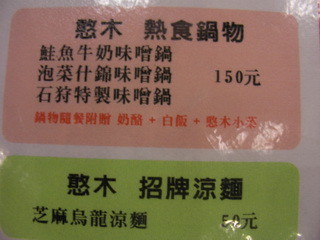 憨木 熱食鍋物
鮭魚牛奶味噌鍋
泡菜什錦味噌鍋 150元
石狩特製味噌鍋
鍋物隨餐附贈 奶酪 + 白飯 + 憨木小菜
憨木 招牌涼麵
芝麻烏龍涼麵 50元